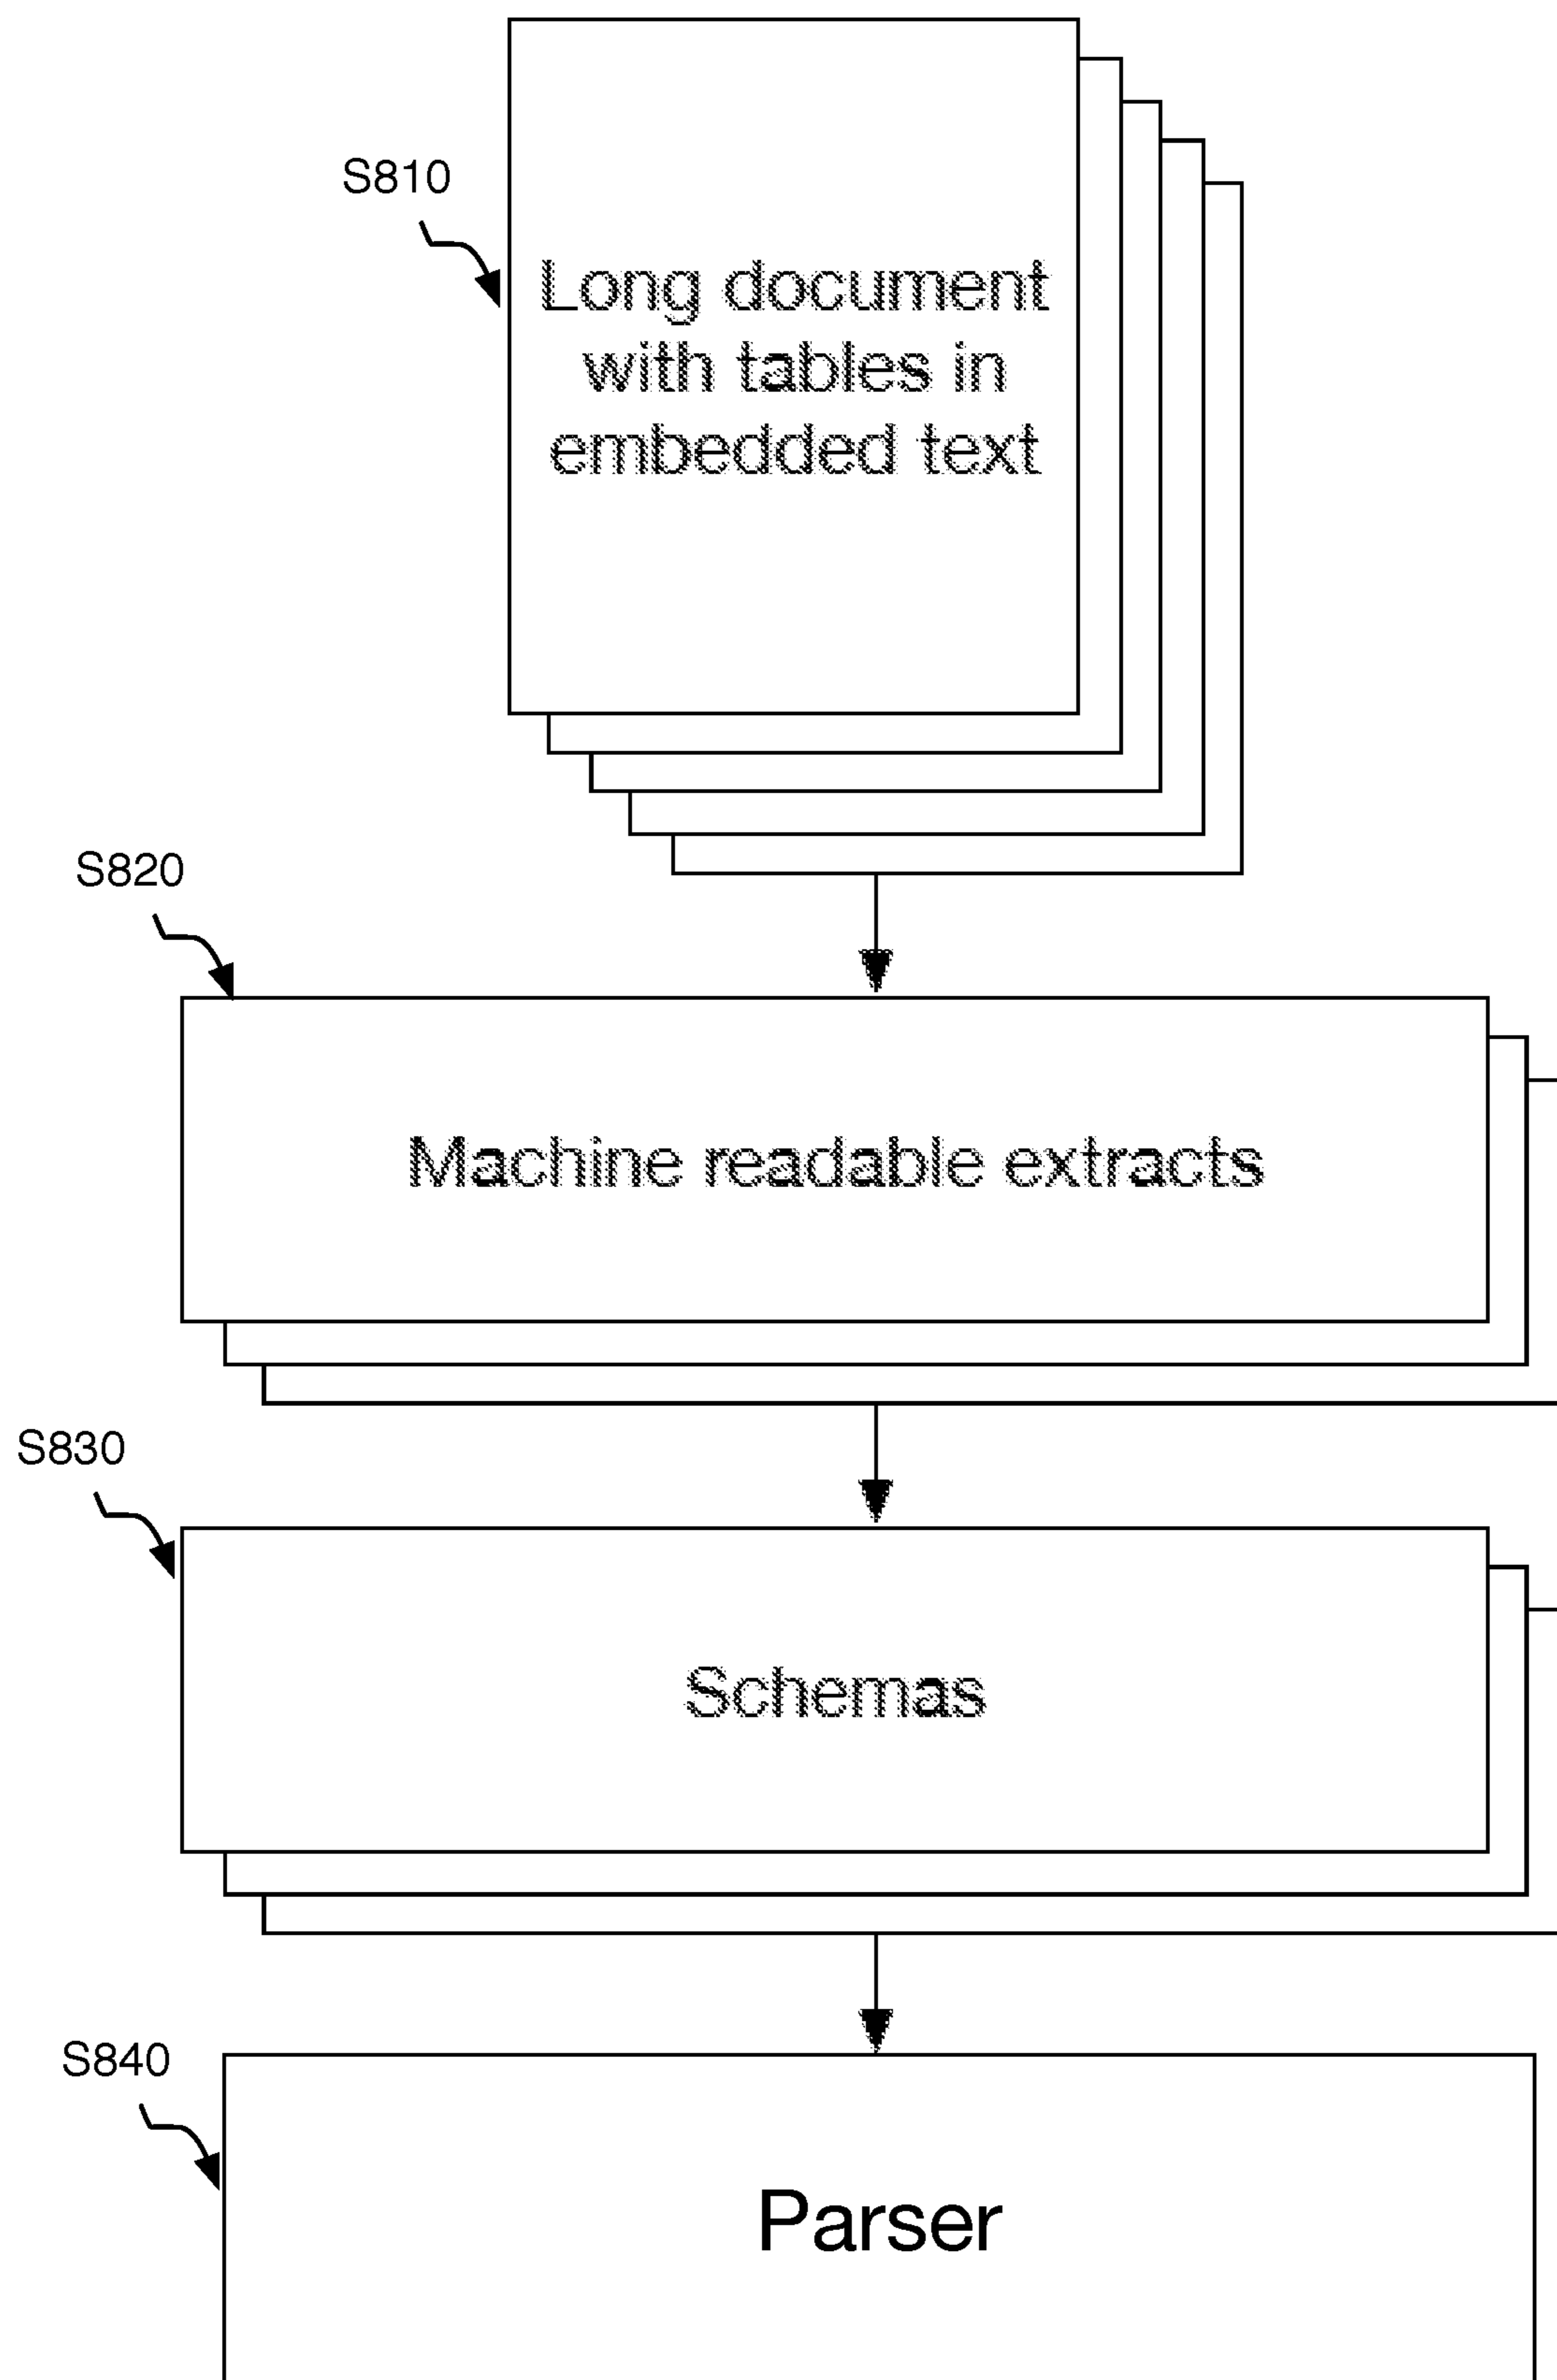 S810
Long document
with tables in
embedded text
S820
Machine readable extracts
S830
Schemas
S840
Parser